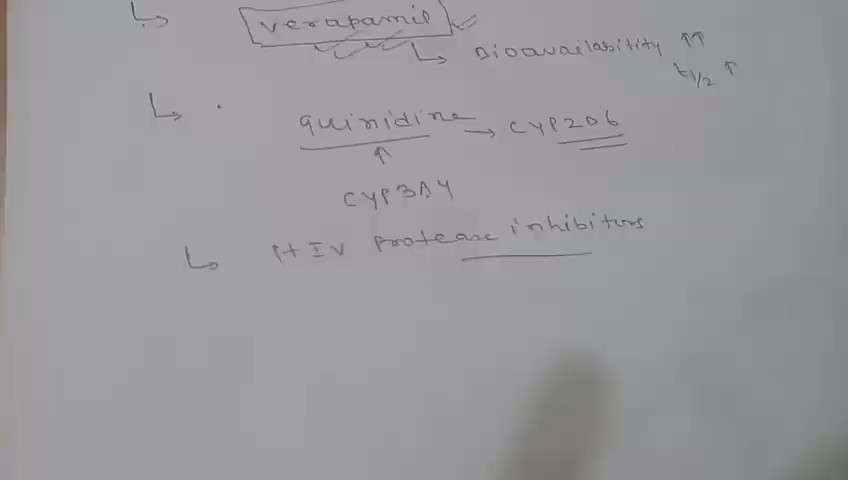 verapamil
Bioavailability ↑↑
t1/2 ↑
quinidine → CYP2D6
↑
CYP3A4
HIV protease inhibitors